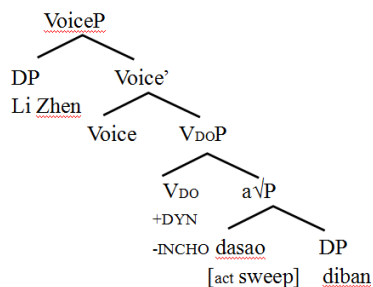 VoiceP
DP Voice’
Li Zhen
Voice VDOP
VDO a√P
+DYN
-INCHO dasao DP
[act sweep] diban